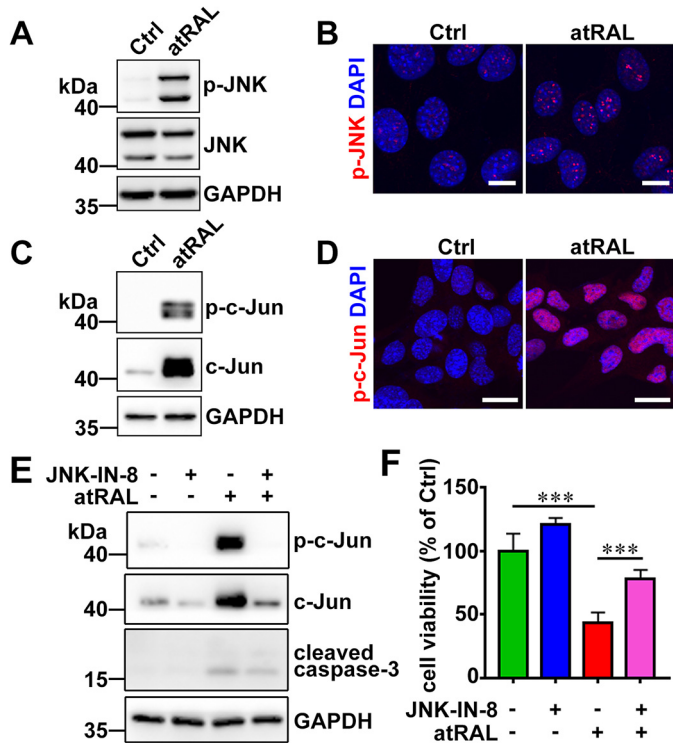 A
Ctrl
atRAL
kDa
40
p-JNK
40
JNK
35
GAPDH
B
Ctrl
atRAL
p-JNK DAPI
C
Ctrl
atRAL
kDa
40
p-c-Jun
40
c-Jun
35
GAPDH
D
Ctrl
atRAL
p-c-Jun DAPI
E
JNK-IN-8 - + - +
atRAL - - + +
kDa
40
p-c-Jun
40
c-Jun
15
cleaved
caspase-3
35
GAPDH
F
cell viability (% of Ctrl)
150
100
50
0
***
***
JNK-IN-8 - + - +
atRAL - - + +